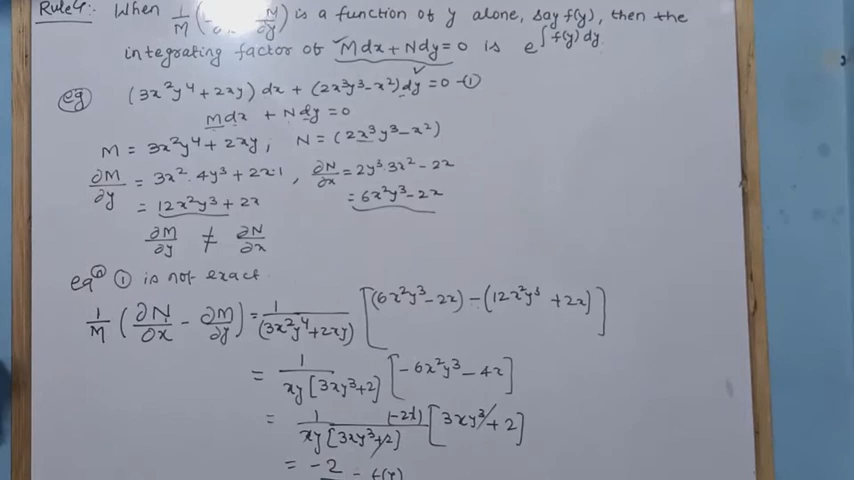 Rule 4:- When 1/M (... N/∂y) is a function of y alone, say f(y), then the
integrating factor of Mdx + Ndy = 0 is e^∫f(y)dy
eg (3x²y⁴ + 2xy) dx + (2x³y³ - x²) dy = 0 -①
Mdx + Ndy = 0
M = 3x²y⁴ + 2xy; N = (2x³y³ - x²)
∂M/∂y = 3x².4y³ + 2x.1, ∂N/∂x = 2y³.3x² - 2x
= 12x²y³ + 2x = 6x²y³ - 2x
∂M/∂y ≠ ∂N/∂x
eqⁿ ① is not exact
1/M (∂N/∂x - ∂M/∂y) = 1/(3x²y⁴ + 2xy) [(6x²y³ - 2x) - (12x²y³ + 2x)]
= 1/xy[3xy³ + 2] [-6x²y³ - 4x]
= 1/xy[3xy³ + 2] (-2x) [3xy³ + 2]
= -2 = f(y)